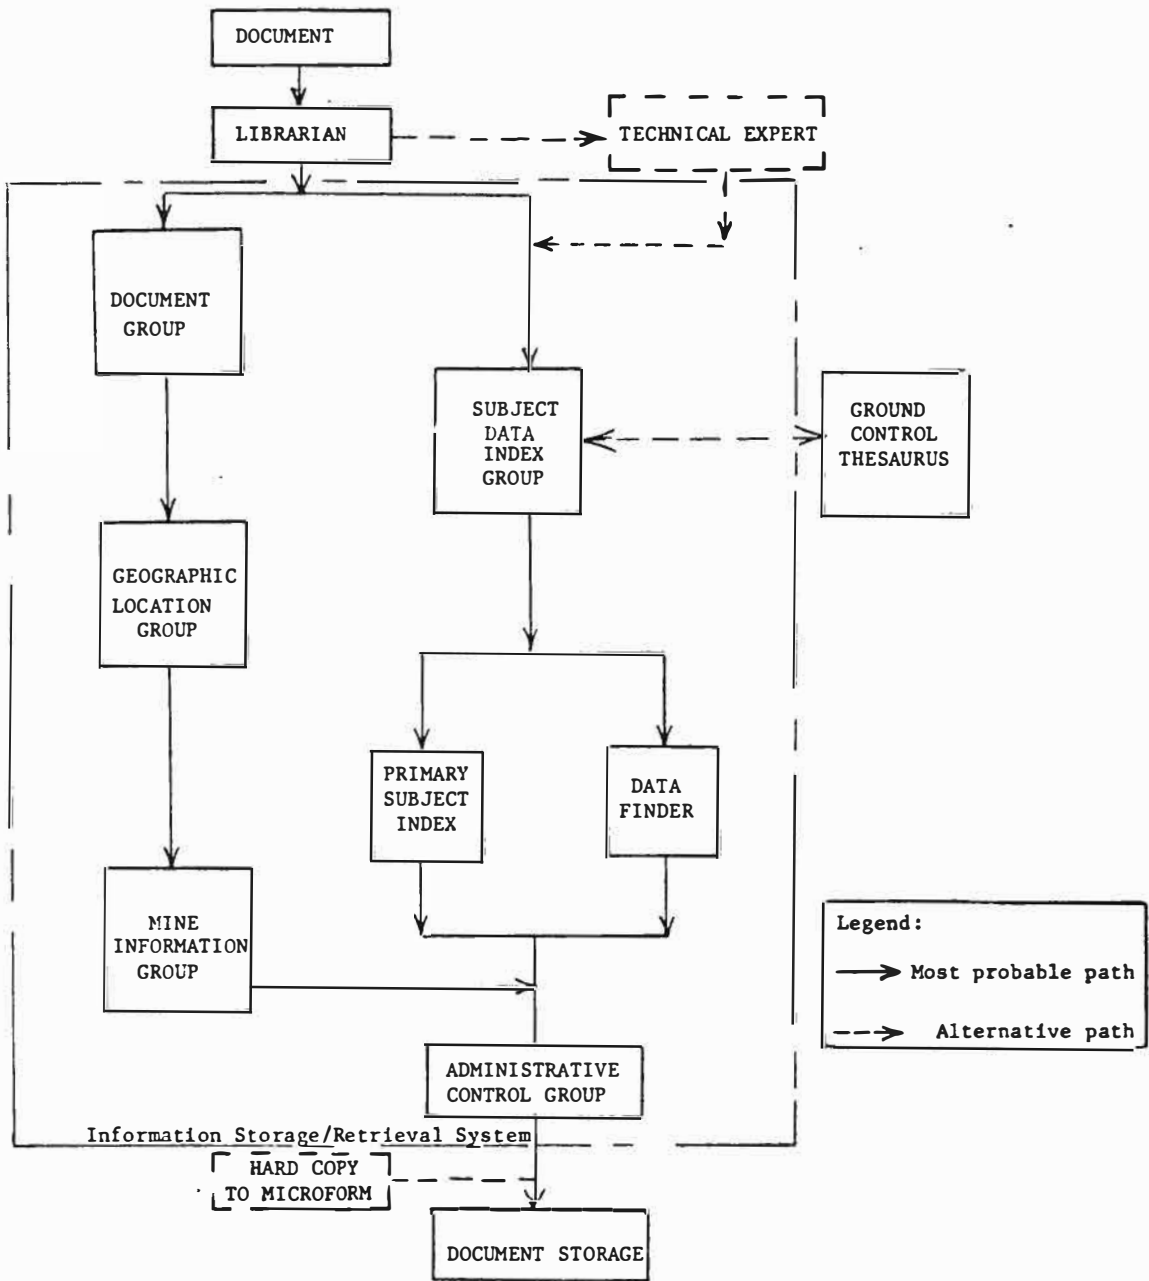 DOCUMENT
LIBRARIAN
TECHNICAL EXPERT
DOCUMENT
GROUP
SUBJECT
DATA
INDEX
GROUP
GROUND
CONTROL
THESAURUS
GEOGRAPHIC
LOCATION
GROUP
PRIMARY
SUBJECT
INDEX
DATA
FINDER
MINE
INFORMATION
GROUP
Legend:
Most probable path
Alternative path
ADMINISTRATIVE
CONTROL GROUP
Information Storage/Retrieval System
HARD COPY
TO MICROFORM
DOCUMENT STORAGE